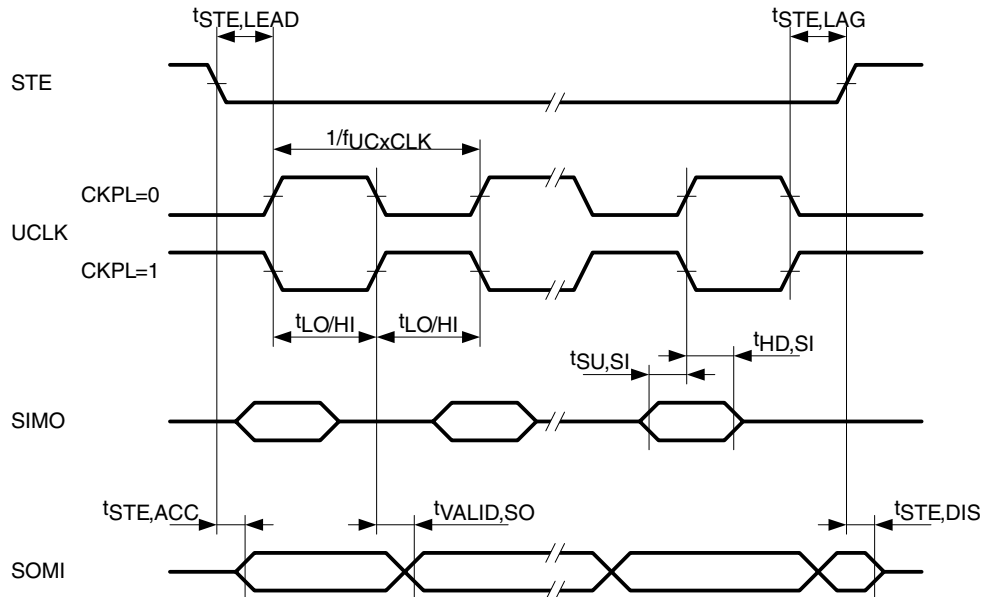 tSTE,LEAD
tSTE,LAG
STE
1/fUCxCLK
CKPL=0
UCLK
CKPL=1
tLO/HI
tLO/HI
tSU,SI
tHD,SI
SIMO
tSTE,ACC
tVALID,SO
tSTE,DIS
SOMI